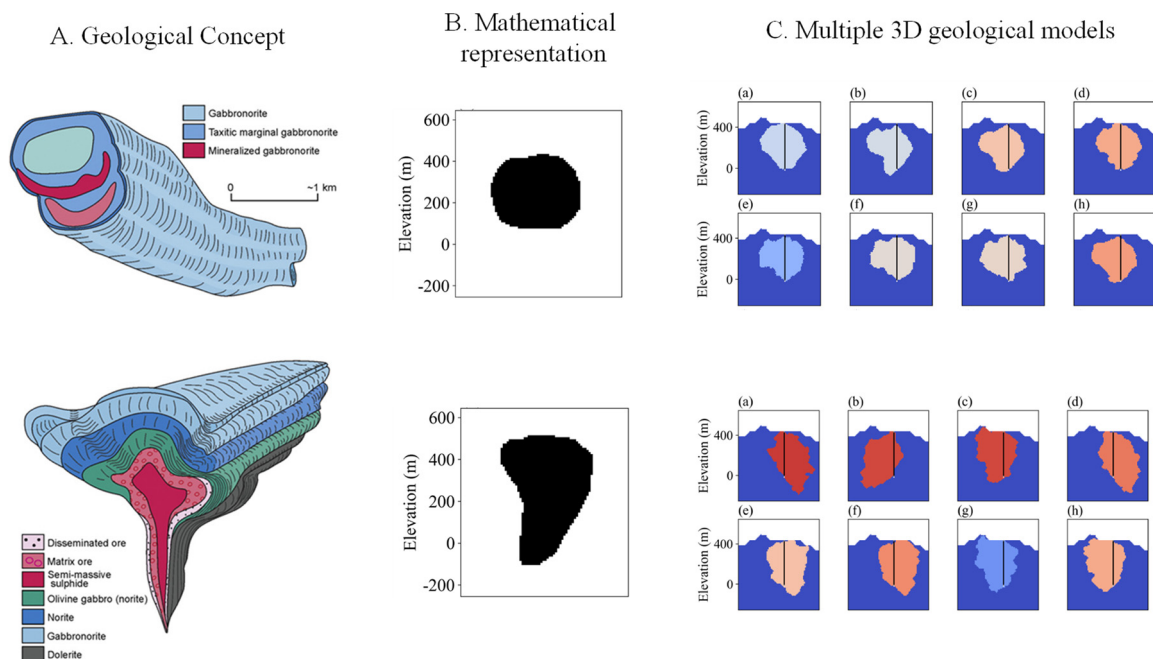 A. Geological Concept
B. Mathematical
representation
C. Multiple 3D geological models
Gabbronorite
Taxitic marginal gabbronorite
Mineralized gabbronorite
0
~1 km
600
400
200
0
-200
Elevation (m)
(a)
(b)
(c)
(d)
Elevation (m)
400
0
(e)
(f)
(g)
(h)
Elevation (m)
400
0
Disseminated ore
Matrix ore
Semi-massive
sulphide
Olivine gabbro (norite)
Norite
Gabbronorite
Dolerite
600
400
200
0
-200
Elevation (m)
(a)
(b)
(c)
(d)
Elevation (m)
400
0
(e)
(f)
(g)
(h)
Elevation (m)
400
0